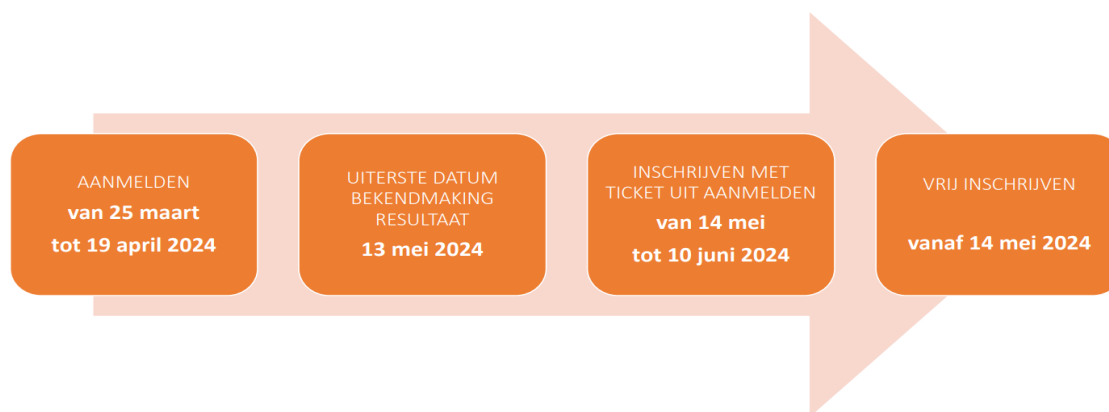 AANMELDEN
van 25 maart
tot 19 april 2024
UITERSTE DATUM
BEKENDMAKING
RESULTAAT
13 mei 2024
INSCHRIJVEN MET
TICKET UIT AANMELDEN
van 14 mei
tot 10 juni 2024
VRIJ INSCHRIJVEN
vanaf 14 mei 2024